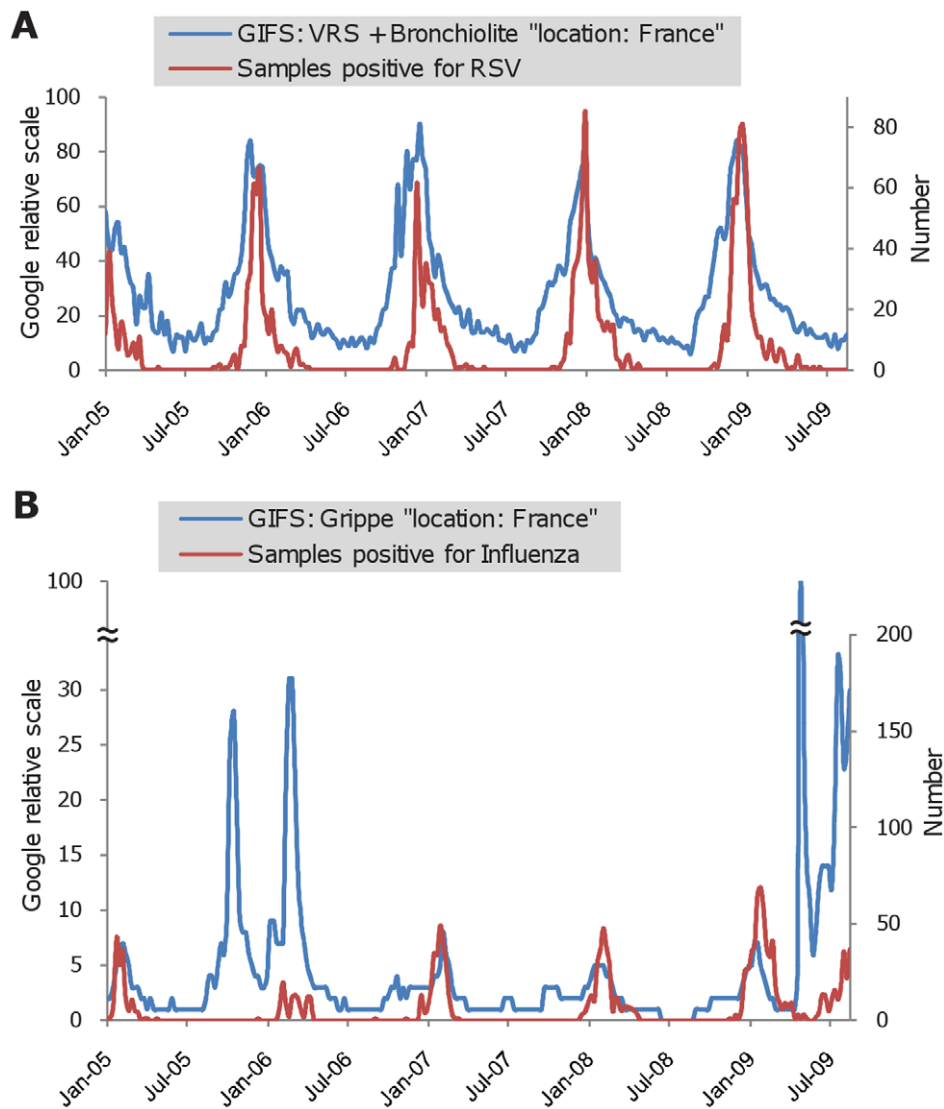 A
GIFS: VRS + Bronchiolite "location: France"
Samples positive for RSV
Google relative scale
100
80
60
40
20
0
80
60
40
20
0
Number
Jan-05
Jul-05
Jan-06
Jul-06
Jan-07
Jul-07
Jan-08
Jul-08
Jan-09
Jul-09
B
GIFS: Grippe "location: France"
Samples positive for Influenza
Google relative scale
100
30
25
20
15
10
5
0
200
150
100
50
0
Number
Jan-05
Jul-05
Jan-06
Jul-06
Jan-07
Jul-07
Jan-08
Jul-08
Jan-09
Jul-09